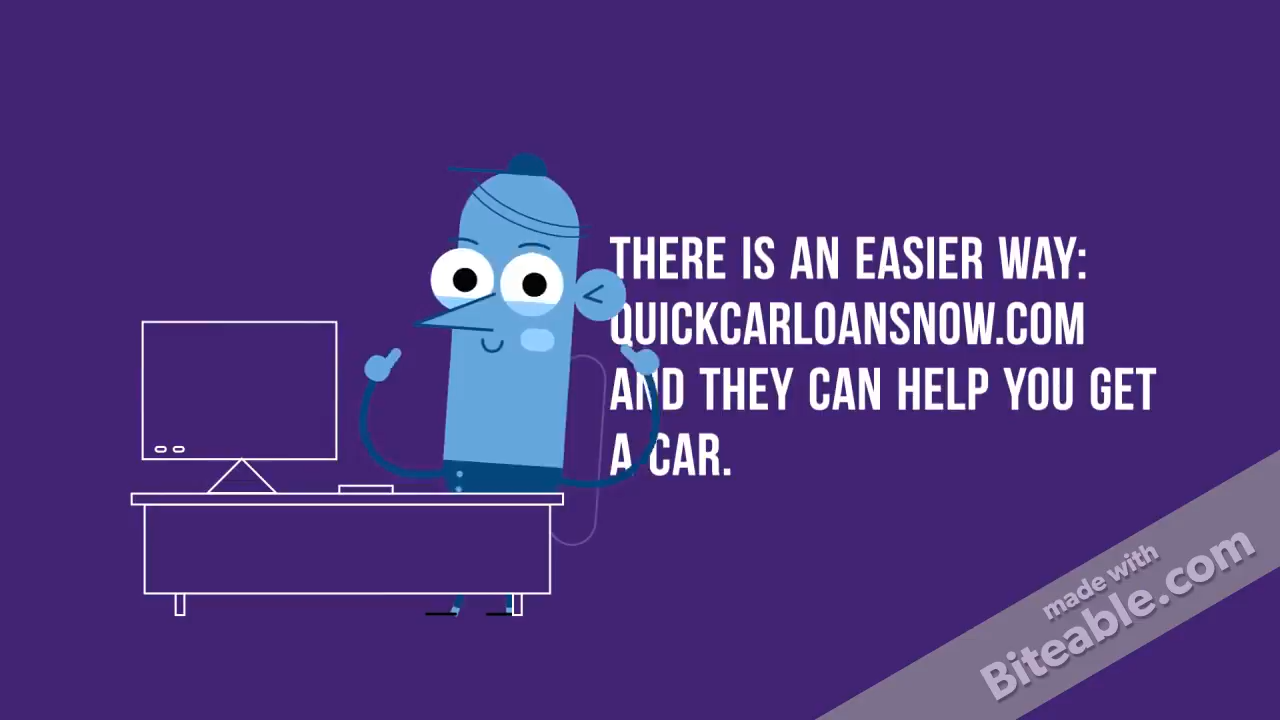 THERE IS AN EASIER WAY:
QUICKCARLOANSNOW.COM
AND THEY CAN HELP YOU GET
A CAR.
made with
Biteable.com